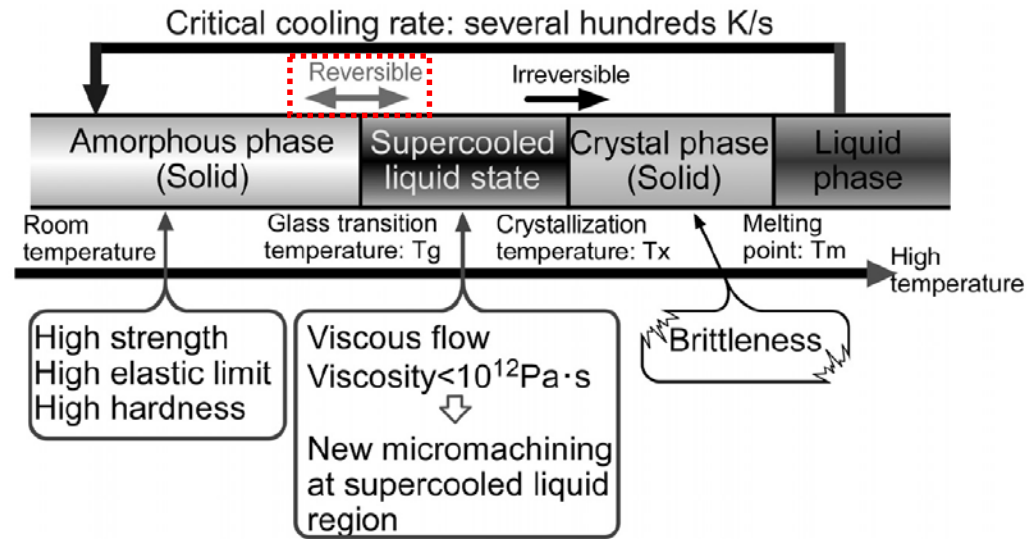 Critical cooling rate: several hundreds K/s
Reversible
Irreversible
Amorphous phase
(Solid)
Supercooled
liquid state
Crystal phase
(Solid)
Liquid
phase
Room
temperature
Glass transition
temperature: Tg
Crystallization
temperature: Tx
Melting
point: Tm
High
temperature
High strength
High elastic limit
High hardness
Viscous flow
Viscosity<10¹²Pa·s
New micromachining
at supercooled liquid
region
Brittleness